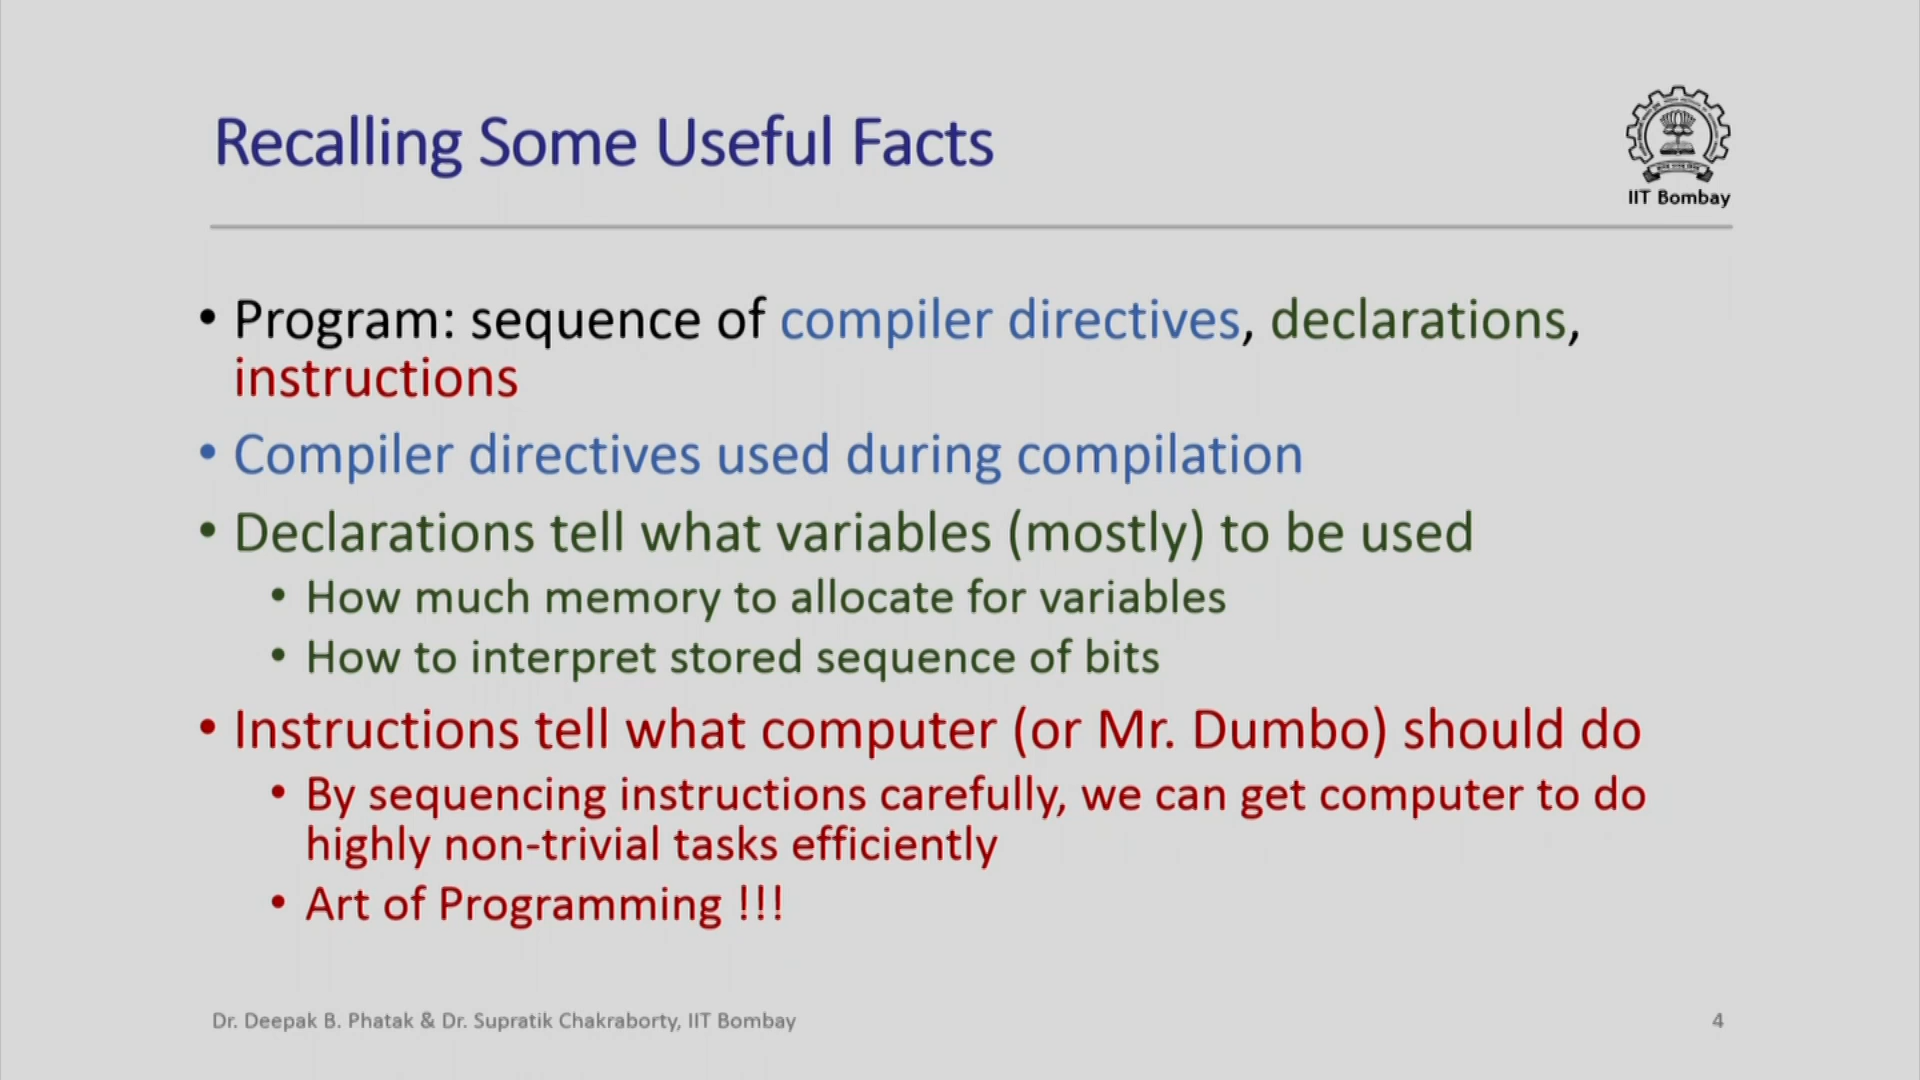 Recalling Some Useful Facts
IIT Bombay
• Program: sequence of compiler directives, declarations,
instructions
• Compiler directives used during compilation
• Declarations tell what variables (mostly) to be used
• How much memory to allocate for variables
• How to interpret stored sequence of bits
• Instructions tell what computer (or Mr. Dumbo) should do
• By sequencing instructions carefully, we can get computer to do
highly non-trivial tasks efficiently
• Art of Programming !!!
Dr. Deepak B. Phatak & Dr. Supratik Chakraborty, IIT Bombay
4